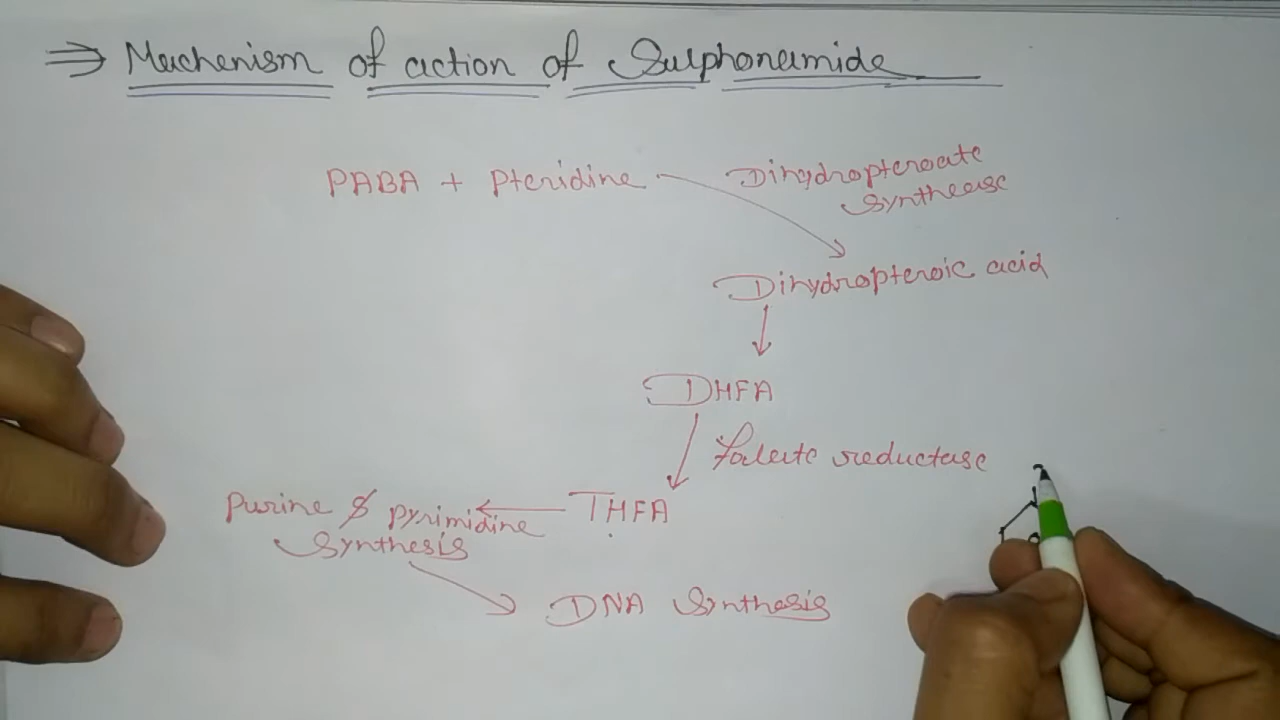 ⇒ Mechenism of action of Sulphonamide
PABA + Pteridine → Dihydropteroate
Synthease
Dihydropteroic acid
↓
DHFA
↓ folate reductase
Purine & pyrimidine ← THFA
Synthesis
→ DNA Synthesis